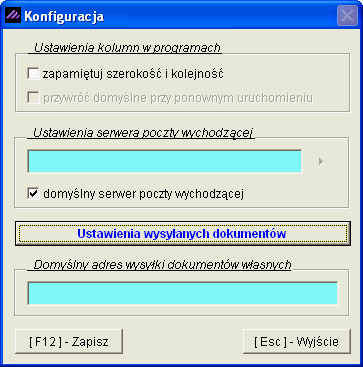 Konfiguracja
Ustawienia kolumn w programach
zapamiętuj szerokość i kolejność
przywróć domyślne przy ponownym uruchomieniu
Ustawienia serwera poczty wychodzącej
domyślny serwer poczty wychodzącej
Ustawienia wysyłanych dokumentów
Domyślny adres wysyłki dokumentów własnych
[ F12 ] - Zapisz
[ Esc ] - Wyjście